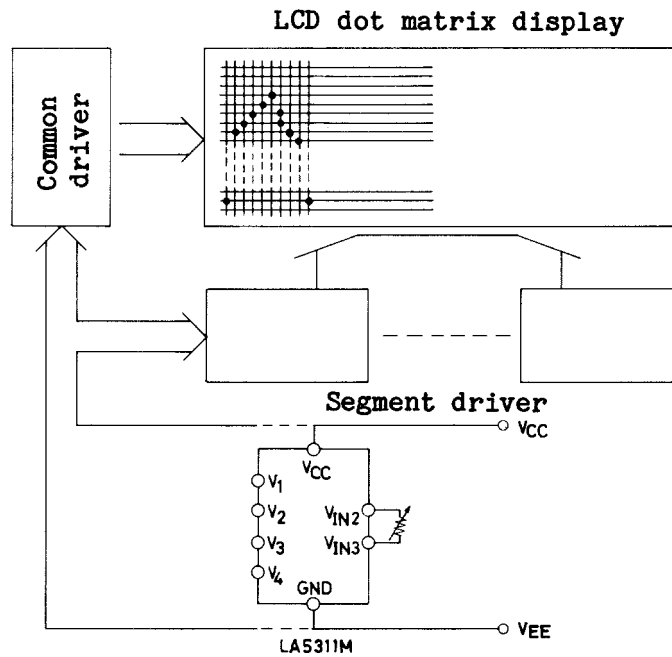 LCD dot matrix display
Common
driver
Segment driver
VCC
VCC
V1
V2
V3
V4
VIN2
VIN3
GND
VEE
LA5311M